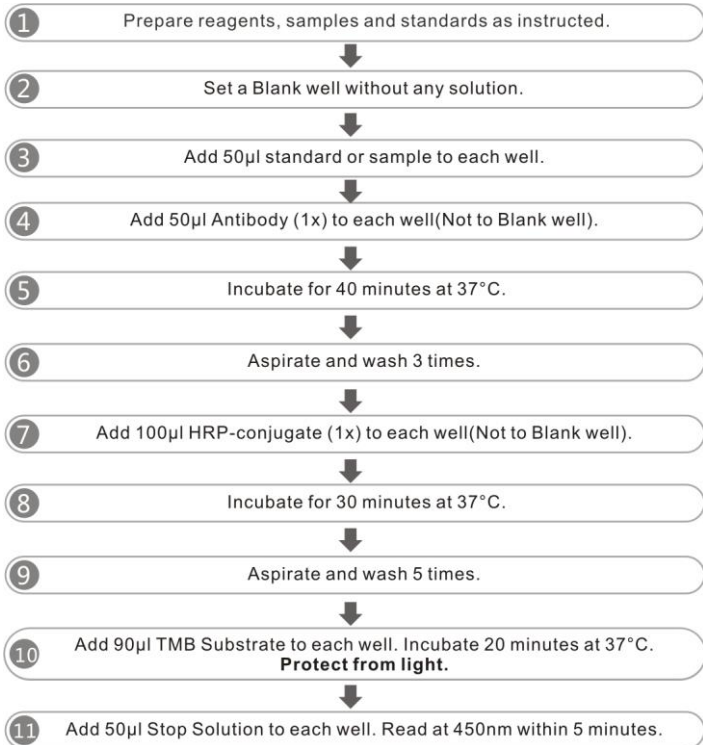 1 Prepare reagents, samples and standards as instructed.
2 Set a Blank well without any solution.
3 Add 50µl standard or sample to each well.
4 Add 50µl Antibody (1x) to each well(Not to Blank well).
5 Incubate for 40 minutes at 37°C.
6 Aspirate and wash 3 times.
7 Add 100µl HRP-conjugate (1x) to each well(Not to Blank well).
8 Incubate for 30 minutes at 37°C.
9 Aspirate and wash 5 times.
10 Add 90µl TMB Substrate to each well. Incubate 20 minutes at 37°C.
Protect from light.
11 Add 50µl Stop Solution to each well. Read at 450nm within 5 minutes.